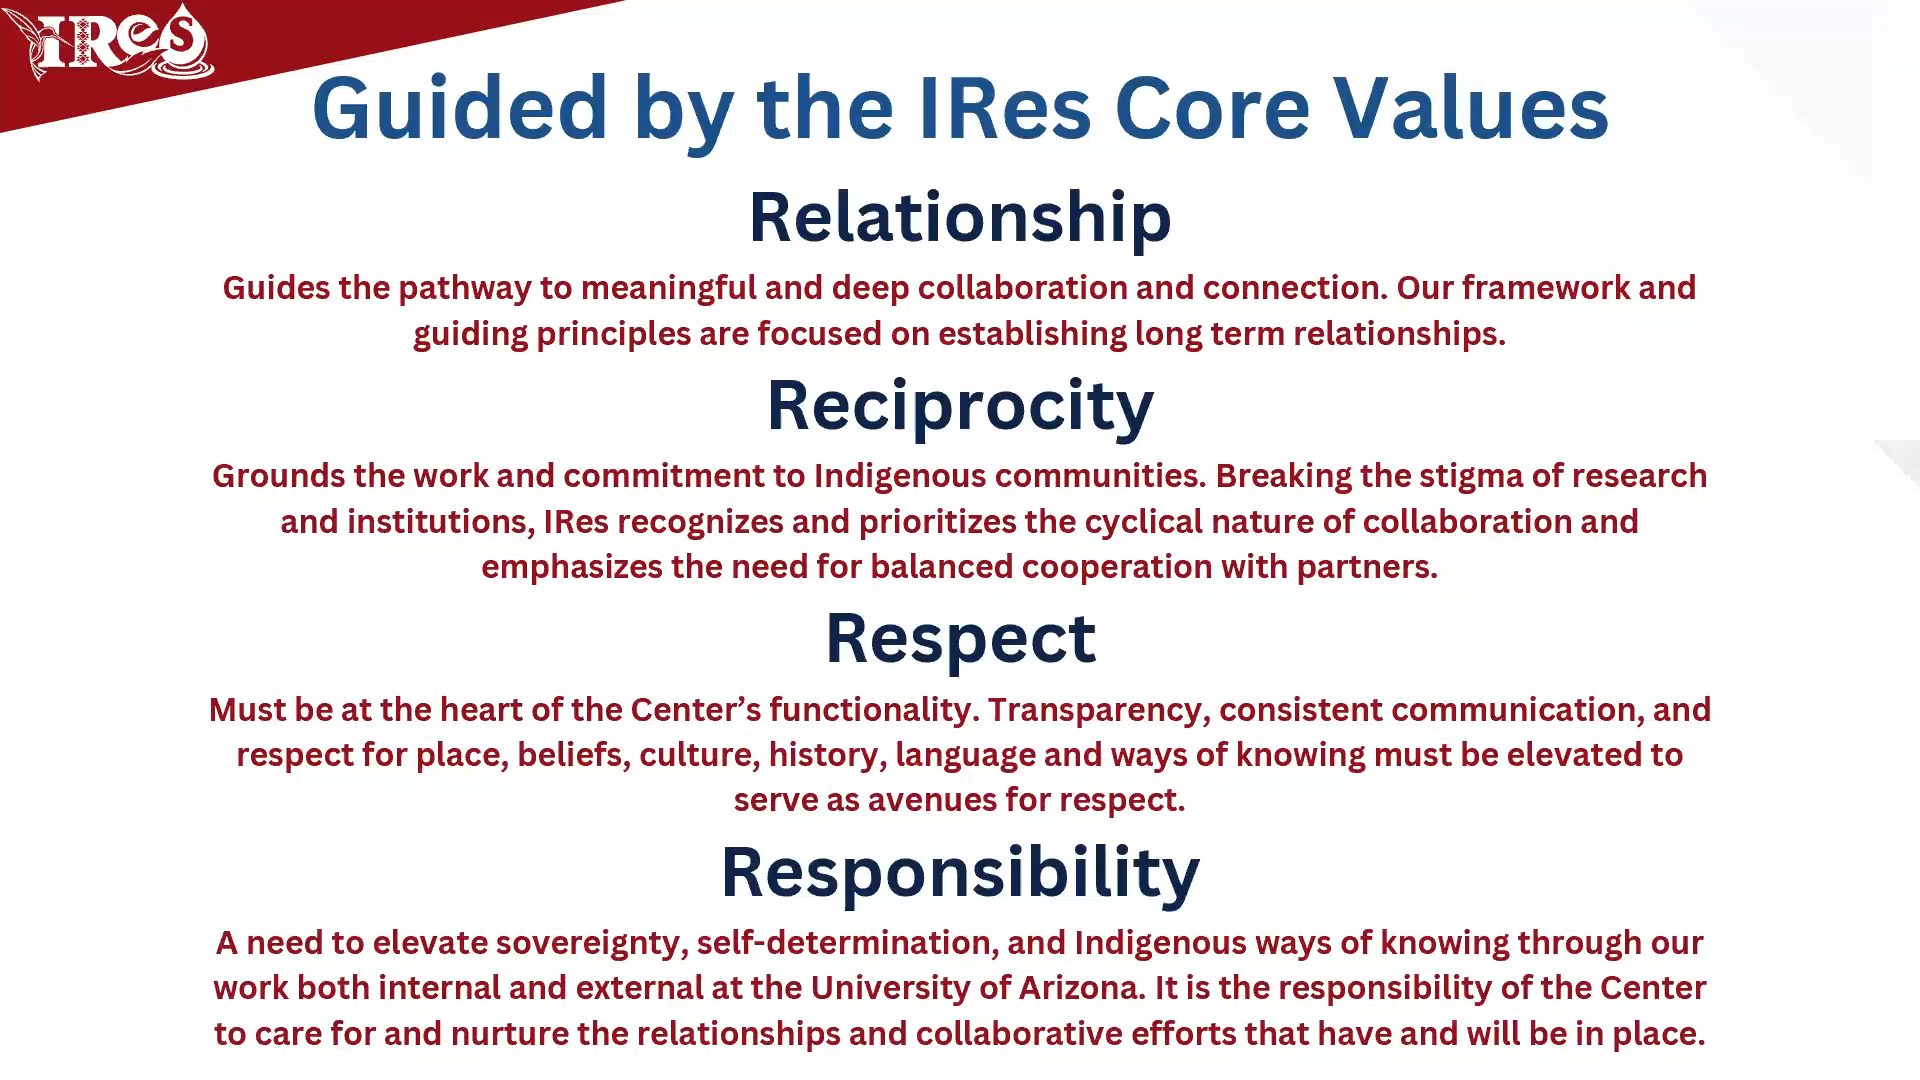 IRes
Guided by the IRes Core Values
Relationship
Guides the pathway to meaningful and deep collaboration and connection. Our framework and
guiding principles are focused on establishing long term relationships.
Reciprocity
Grounds the work and commitment to Indigenous communities. Breaking the stigma of research
and institutions, IRes recognizes and prioritizes the cyclical nature of collaboration and
emphasizes the need for balanced cooperation with partners.
Respect
Must be at the heart of the Center’s functionality. Transparency, consistent communication, and
respect for place, beliefs, culture, history, language and ways of knowing must be elevated to
serve as avenues for respect.
Responsibility
A need to elevate sovereignty, self-determination, and Indigenous ways of knowing through our
work both internal and external at the University of Arizona. It is the responsibility of the Center
to care for and nurture the relationships and collaborative efforts that have and will be in place.